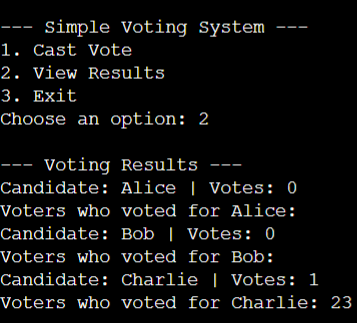 --- Simple Voting System ---
1. Cast Vote
2. View Results
3. Exit
Choose an option: 2
--- Voting Results ---
Candidate: Alice | Votes: 0
Voters who voted for Alice:
Candidate: Bob | Votes: 0
Voters who voted for Bob:
Candidate: Charlie | Votes: 1
Voters who voted for Charlie: 23